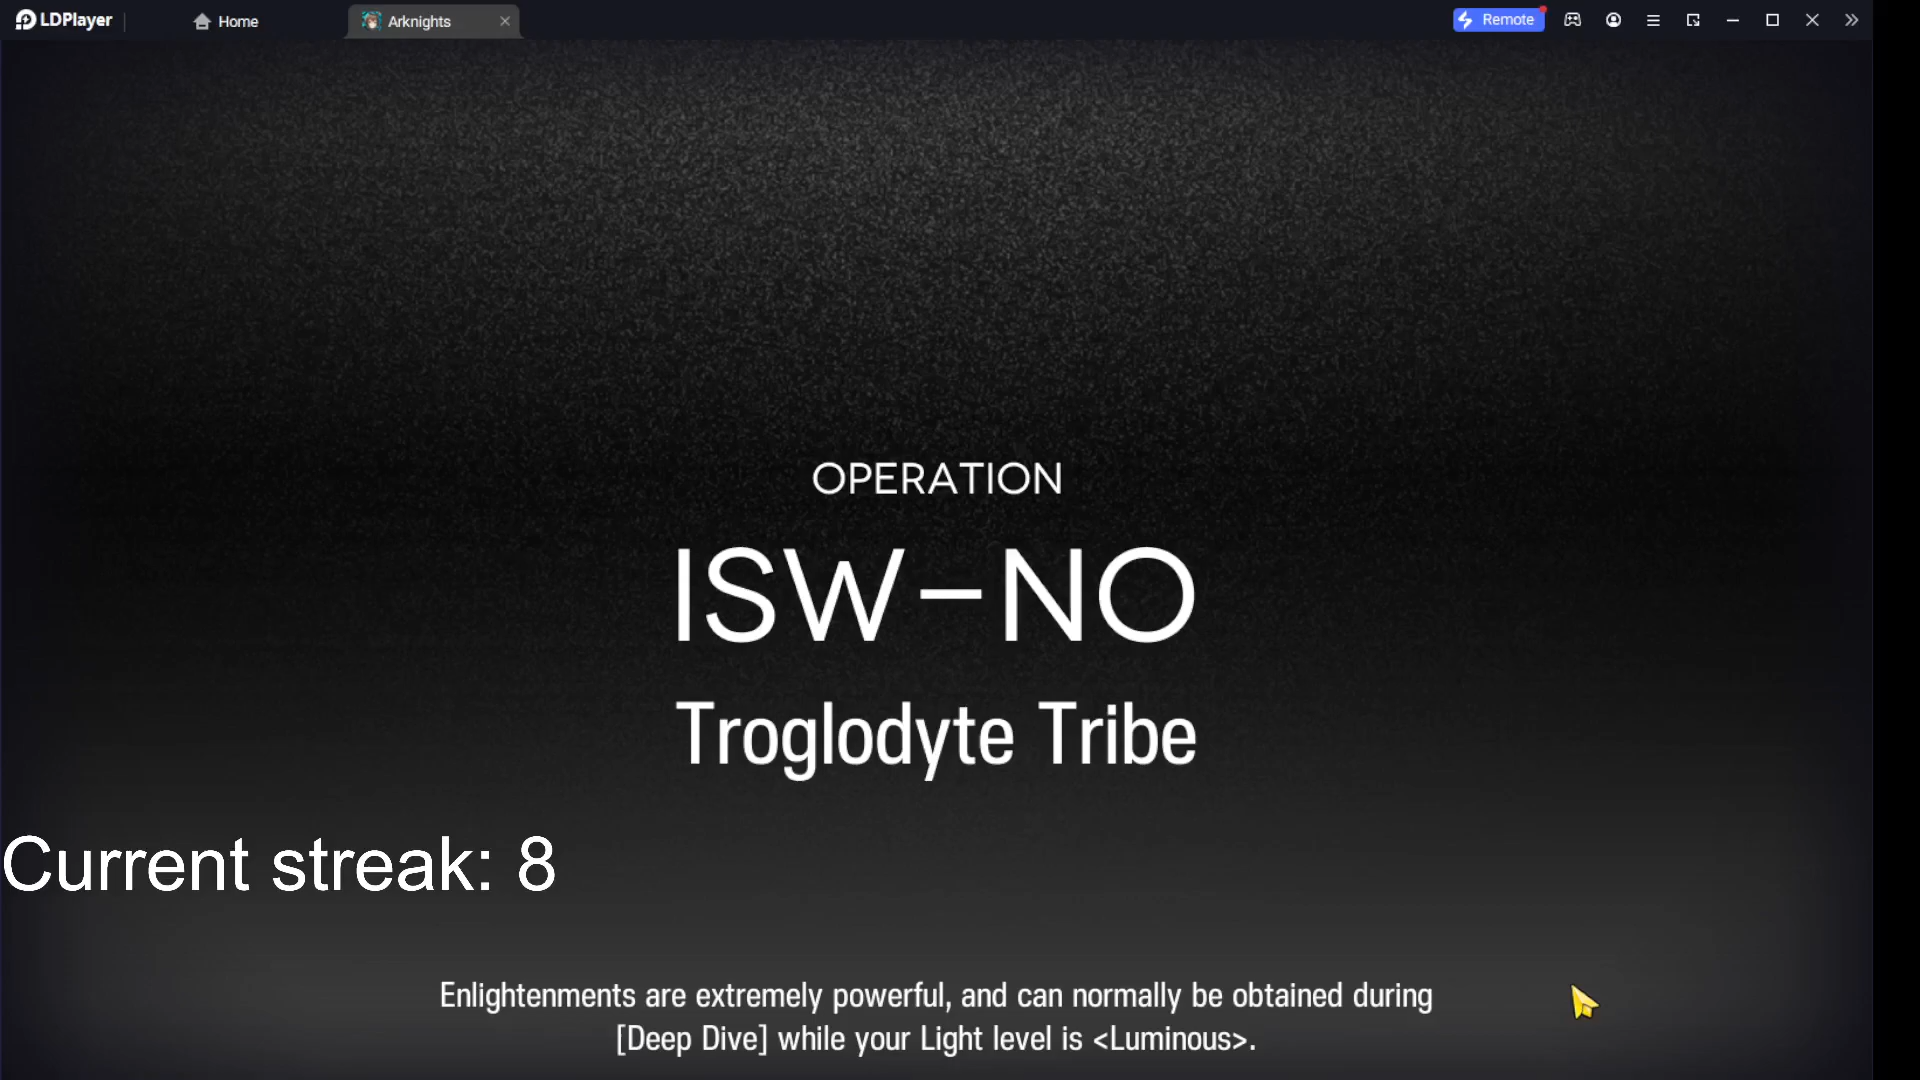 LDPlayer
Home
Arknights
Remote
OPERATION
ISW-NO
Troglodyte Tribe
Current streak: 8
Enlightenments are extremely powerful, and can normally be obtained during
[Deep Dive] while your Light level is <Luminous>.